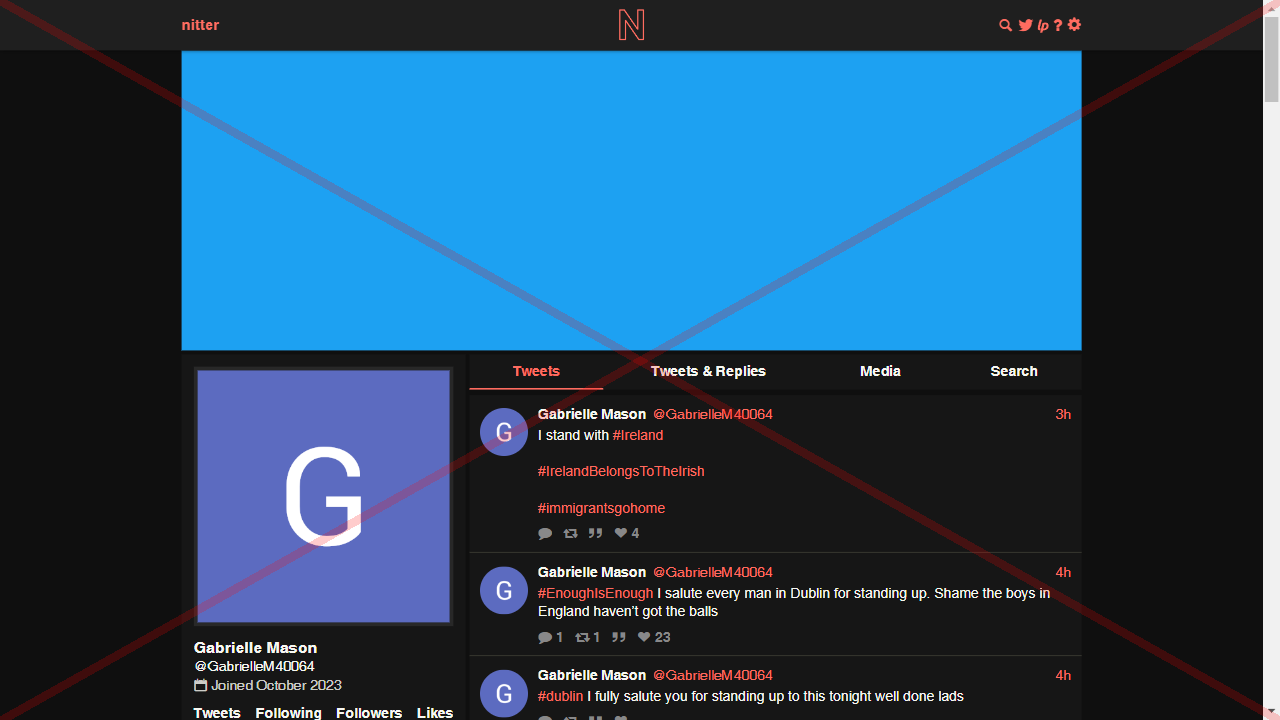 nitter
N
lp ?
Tweets Tweets & Replies Media Search
G
Gabrielle Mason @GabrielleM40064 3h
I stand with #Ireland
#IrelandBelongsToTheIrish
#immigrantsgohome
4
G
Gabrielle Mason @GabrielleM40064 4h
#EnoughIsEnough I salute every man in Dublin for standing up. Shame the boys in
England haven't got the balls
1 1 23
G
Gabrielle Mason @GabrielleM40064 4h
#dublin I fully salute you for standing up to this tonight well done lads
G
Gabrielle Mason
@GabrielleM40064
Joined October 2023
Tweets Following Followers Likes